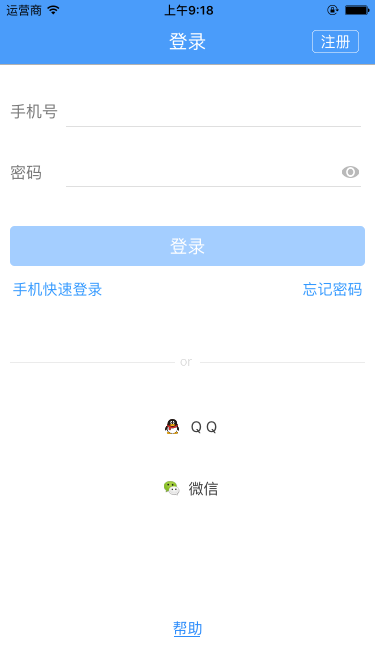 运营商 上午9:18
登录 注册
手机号
密码
登录
手机快速登录 忘记密码
or
Q Q
微信
帮助